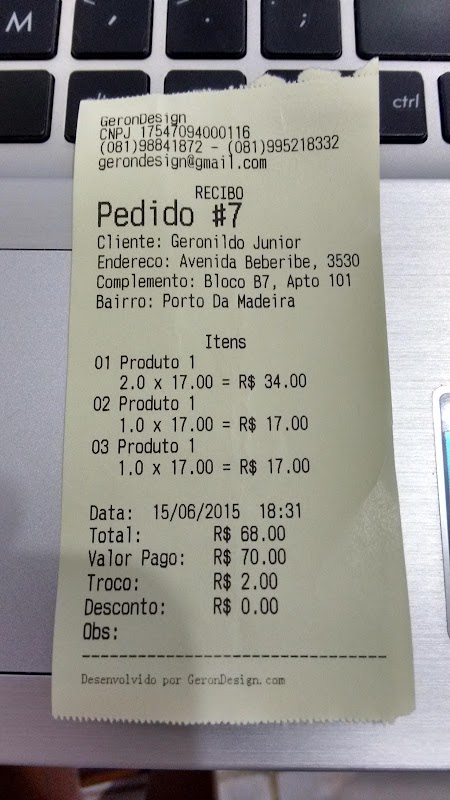 M
ctrl
GeronDesign
CNPJ 17547094000116
(081)98841872 - (081)995218332
gerondesign@gmail.com
RECIBO
Pedido #7
Cliente: Geronildo Junior
Endereco: Avenida Beberibe, 3530
Complemento: Bloco B7, Apto 101
Bairro: Porto Da Madeira
Itens
01 Produto 1
2.0 x 17.00 = R$ 34.00
02 Produto 1
1.0 x 17.00 = R$ 17.00
03 Produto 1
1.0 x 17.00 = R$ 17.00
Data: 15/06/2015 18:31
Total: R$ 68.00
Valor Pago: R$ 70.00
Troco: R$ 2.00
Desconto: R$ 0.00
Obs:
Desenvolvido por GeronDesign.com